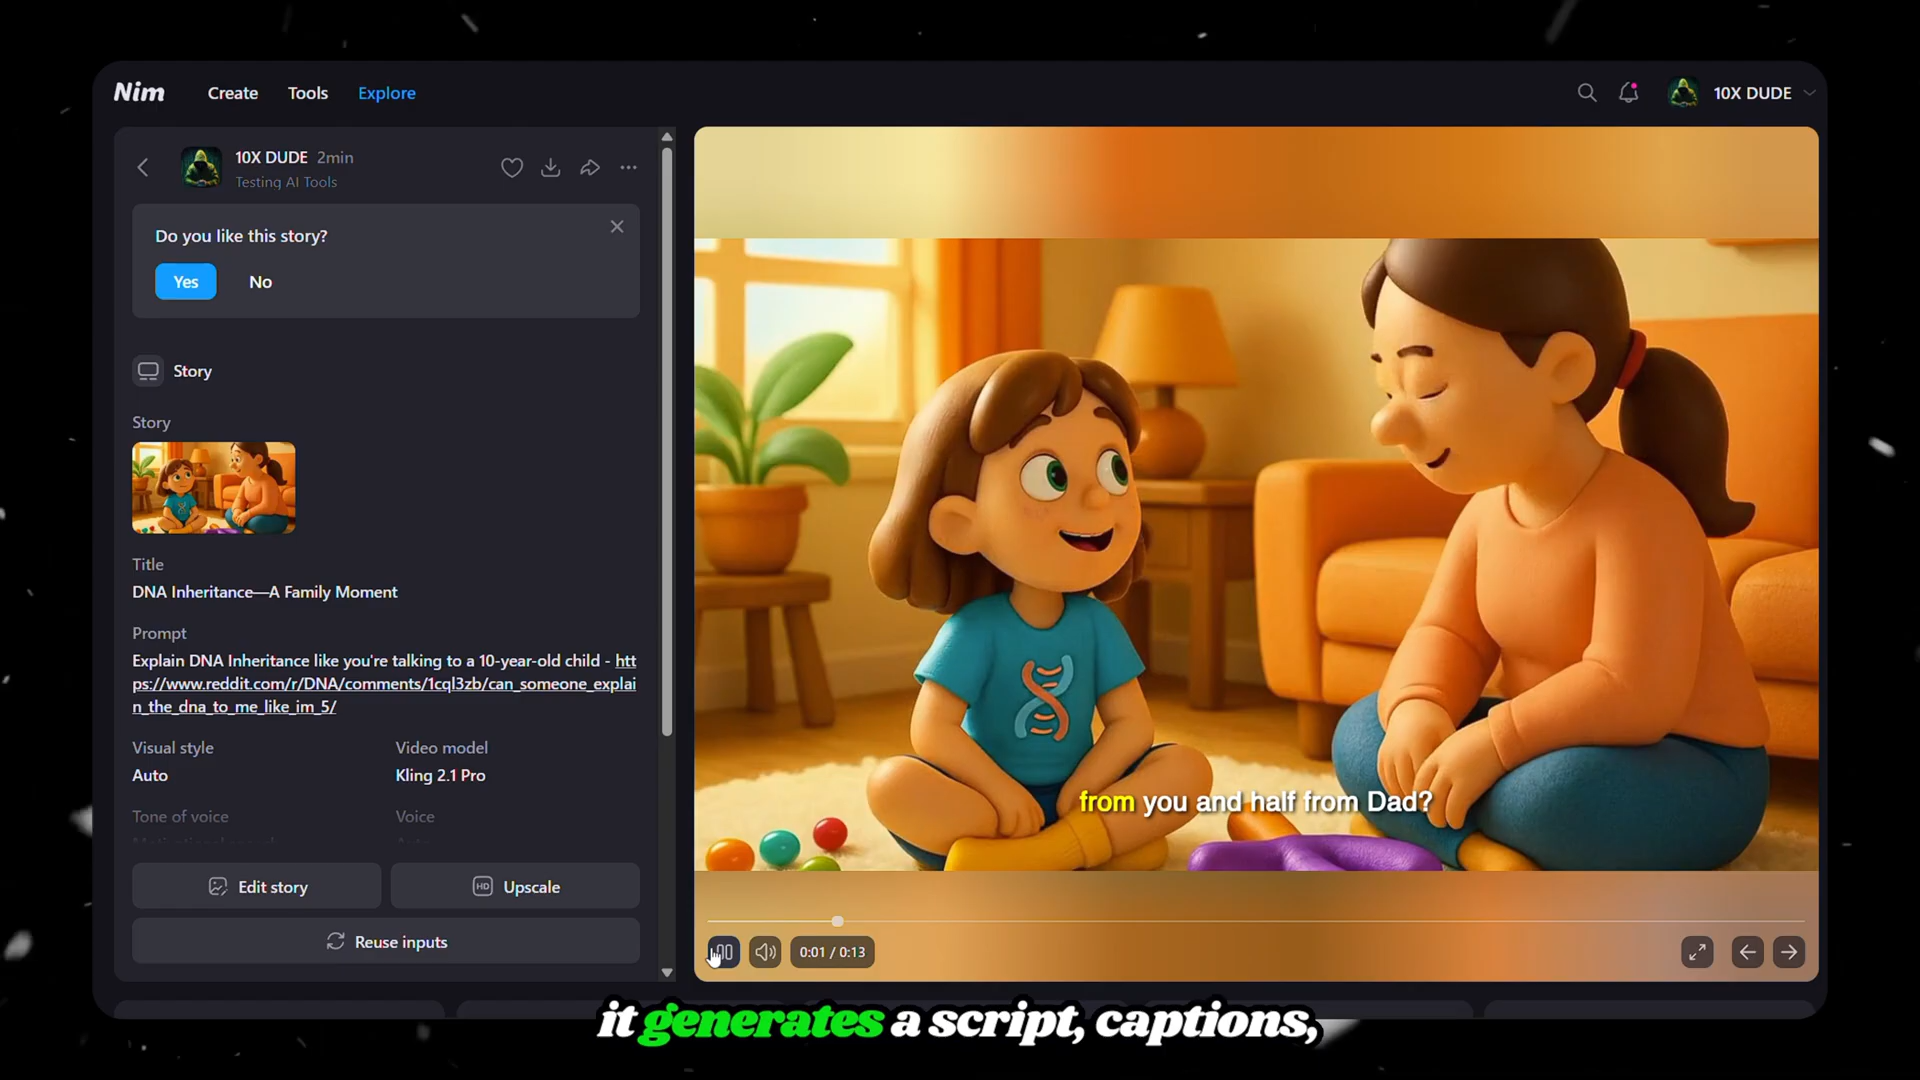 Nim
Create
Tools
Explore
10X DUDE
10X DUDE 2min
Testing AI Tools
Do you like this story?
Yes
No
Story
Story
Title
DNA Inheritance—A Family Moment
Prompt
Explain DNA Inheritance like you're talking to a 10-year-old child - htt
ps://www.reddit.com/r/DNA/comments/1cql3zb/can_someone_explai
n_the_dna_to_me_like_im_5/
Visual style
Video model
Auto
Kling 2.1 Pro
Tone of voice
Voice
Edit story
HD Upscale
Reuse inputs
from you and half from Dad?
0:01 / 0:13
it generates a script, captions,